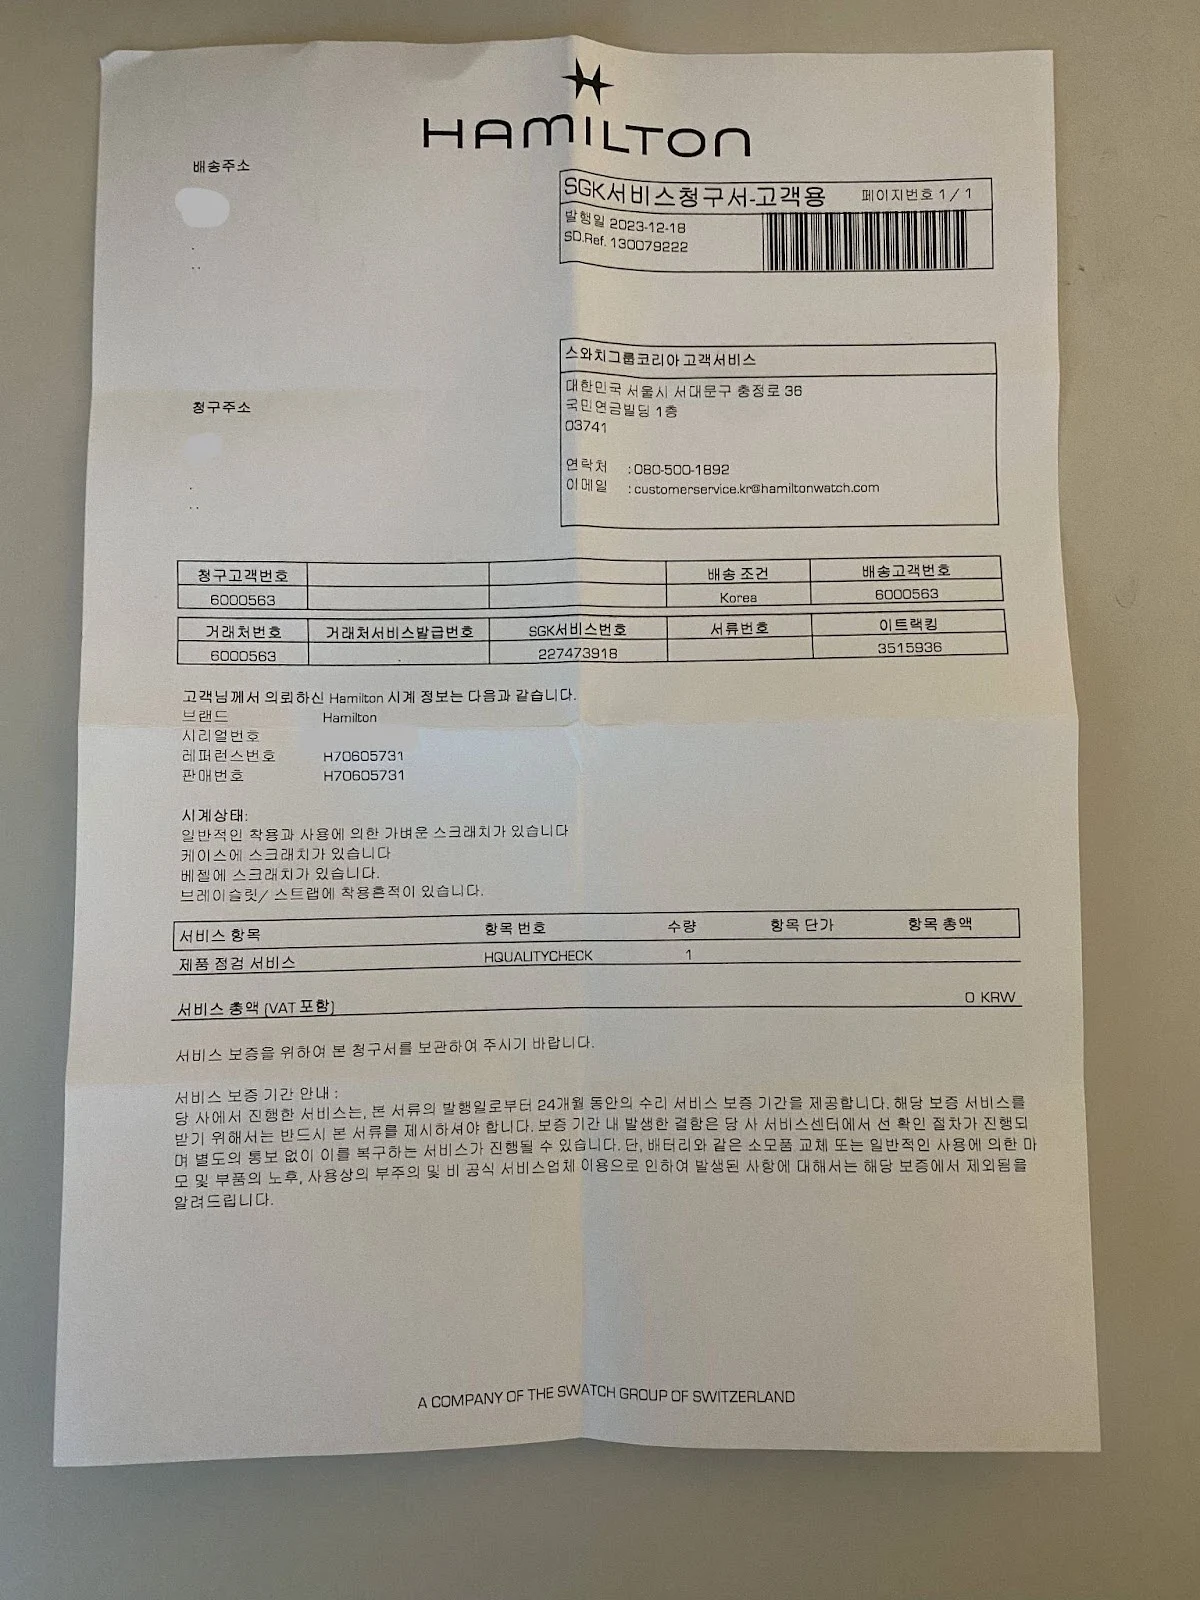 HAMILTON
배송주소
SGK서비스청구서-고객용 페이지번호 1 / 1
발행일 2023-12-18
SD.Ref. 130079222
스와치그룹코리아 고객서비스
대한민국 서울시 서대문구 충정로 36
국민연금빌딩 1층
03741
연락처 : 080-500-1892
이메일 : customerservice.kr@hamiltonwatch.com
청구주소
청구고객번호 배송 조건 배송고객번호
6000563 Korea 6000563
거래처번호 거래처서비스발급번호 SGK서비스번호 서류번호 이트랙킹
6000563 227473918 3515936
고객님께서 의뢰하신 Hamilton 시계 정보는 다음과 같습니다.
브랜드 Hamilton
시리얼번호
레퍼런스번호 H70605731
판매번호 H70605731
시계상태:
일반적인 착용과 사용에 의한 가벼운 스크래치가 있습니다
케이스에 스크래치가 있습니다
베젤에 스크래치가 있습니다.
브레이슬릿/ 스트랩에 착용흔적이 있습니다.
서비스 항목 항목 번호 수량 항목 단가 항목 총액
제품 점검 서비스 HQUALITYCHECK 1
서비스 총액 (VAT 포함) 0 KRW
서비스 보증을 위하여 본 청구서를 보관하여 주시기 바랍니다.
서비스 보증 기간 안내 :
당 사에서 진행한 서비스는, 본 서류의 발행일로부터 24개월 동안의 수리 서비스 보증 기간을 제공합니다. 해당 보증 서비스를
받기 위해서는 반드시 본 서류를 제시하셔야 합니다. 보증 기간 내 발생한 결함은 당 사 서비스센터에서 선 확인 절차가 진행되
며 별도의 통보 없이 이를 복구하는 서비스가 진행될 수 있습니다. 단, 배터리와 같은 소모품 교체 또는 일반적인 사용에 의한 마
모 및 부품의 노후, 사용상의 부주의 및 비 공식 서비스업체 이용으로 인하여 발생된 사항에 대해서는 해당 보증에서 제외됨을
알려드립니다.
A COMPANY OF THE SWATCH GROUP OF SWITZERLAND